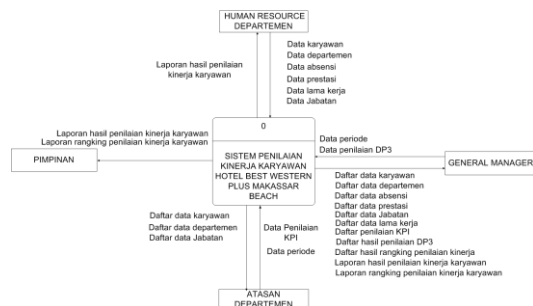 HUMAN RESOURCE
DEPARTEMEN
Laporan hasil penilaian
kinerja karyawan
Data karyawan
Data departemen
Data absensi
Data prestasi
Data lama kerja
Data Jabatan
0
SISTEM PENILAIAN
KINERJA KARYAWAN
HOTEL BEST WESTERN
PLUS MAKASSAR
BEACH
Laporan hasil penilaian kinerja karyawan
Laporan rangking penilaian kinerja karyawan
PIMPINAN
Data periode
Data penilaian DP3
GENERAL MANAGER
Daftar data karyawan
Daftar data departemen
Daftar data absensi
Daftar data prestasi
Daftar data Jabatan
Daftar data lama kerja
Daftar penilaian KPI
Daftar hasil penilaian DP3
Daftar hasil rangking penilaian kinerja
Laporan hasil penilaian kinerja karyawan
Laporan rangking penilaian kinerja karyawan
Daftar data karyawan
Daftar data departemen
Daftar data Jabatan
Data Penilaian
KPI
Data periode
ATASAN
DEPARTEMEN